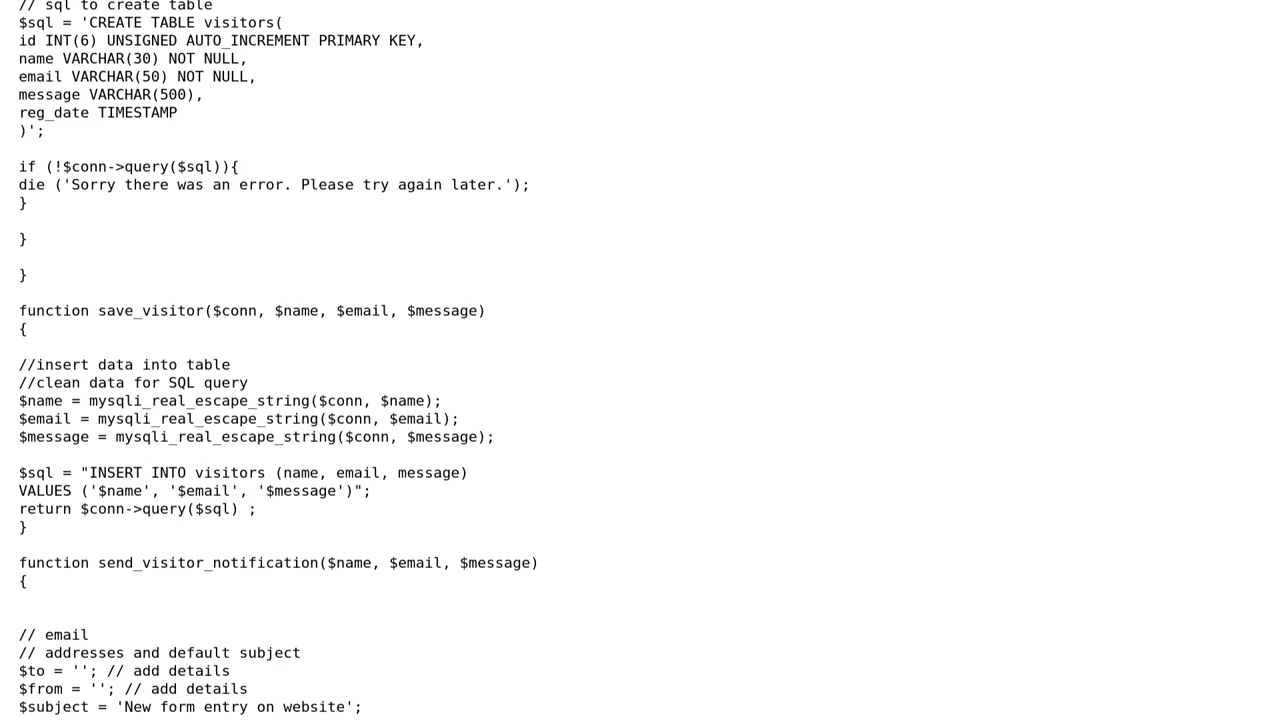 // sql to create table
$sql = 'CREATE TABLE visitors(
id INT(6) UNSIGNED AUTO_INCREMENT PRIMARY KEY,
name VARCHAR(30) NOT NULL,
email VARCHAR(50) NOT NULL,
message VARCHAR(500),
reg_date TIMESTAMP
)';
if (!$conn->query($sql)){
die ('Sorry there was an error. Please try again later.');
}
}
}
function save_visitor($conn, $name, $email, $message)
{
//insert data into table
//clean data for SQL query
$name = mysqli_real_escape_string($conn, $name);
$email = mysqli_real_escape_string($conn, $email);
$message = mysqli_real_escape_string($conn, $message);
$sql = "INSERT INTO visitors (name, email, message)
VALUES ('$name', '$email', '$message')";
return $conn->query($sql) ;
}
function send_visitor_notification($name, $email, $message)
{
// email
// addresses and default subject
$to = ''; // add details
$from = ''; // add details
$subject = 'New form entry on website';